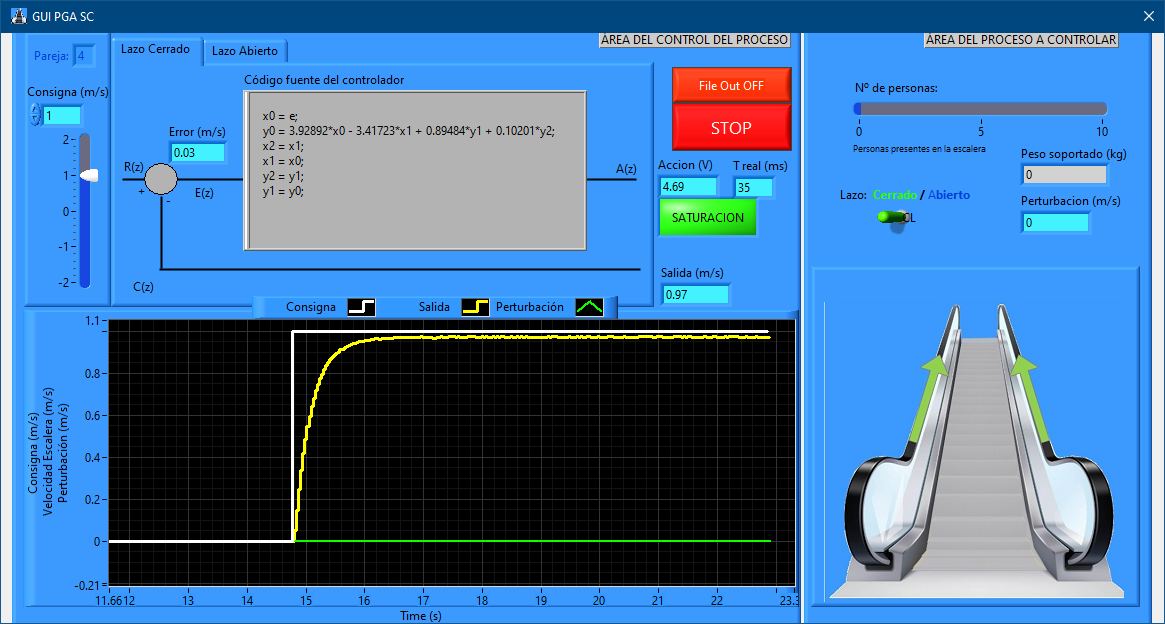 GUI PGA SC
Pareja: 4
Consigna (m/s)
1
2
1
0
-1
-2
Lazo Cerrado
Lazo Abierto
Código fuente del controlador
x0 = e;
y0 = 3.92892*x0 - 3.41723*x1 + 0.89484*y1 + 0.10201*y2;
x2 = x1;
x1 = x0;
y2 = y1;
y1 = y0;
Error (m/s)
0.03
R(z)
+
-
E(z)
A(z)
C(z)
ÁREA DEL CONTROL DEL PROCESO
File Out OFF
STOP
Accion (V)
T real (ms)
4.69
35
SATURACION
Salida (m/s)
0.97
Consigna
Salida
Perturbación
Consigna (m/s)
Velocidad Escalera (m/s)
Perturbación (m/s)
1.1
0.8
0.6
0.4
0.2
0
-0.21
11.66 12 13 14 15 16 17 18 19 20 21 22 23.3
Time (s)
ÁREA DEL PROCESO A CONTROLAR
Nº de personas:
0 5 10
Personas presentes en la escalera
Peso soportado (kg)
0
Lazo: Cerrado / Abierto
OL
Perturbacion (m/s)
0